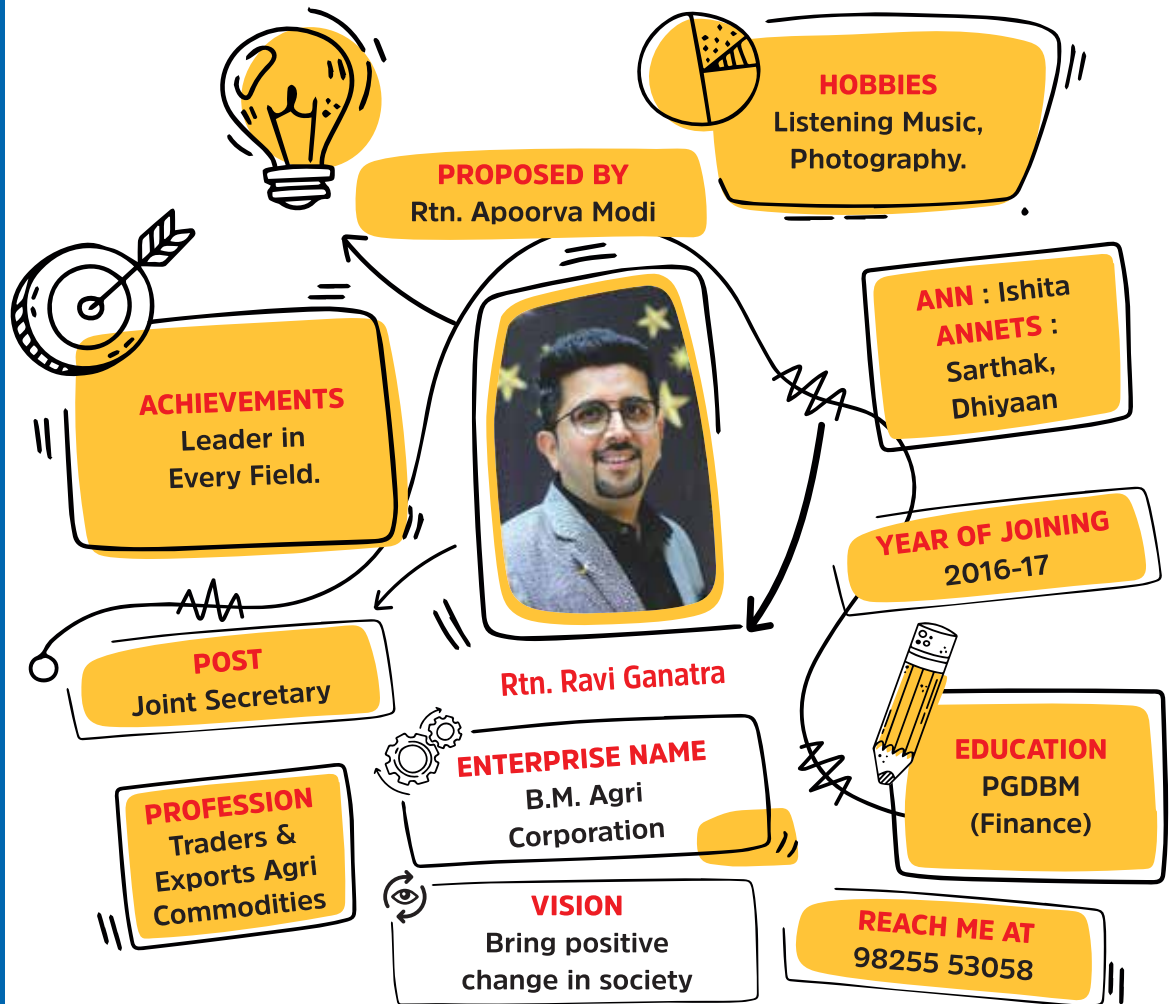 HOBBIES
Listening Music,
Photography.
PROPOSED BY
Rtn. Apoorva Modi
ANN : Ishita
ANNETS :
Sarthak,
Dhiyaan
ACHIEVEMENTS
Leader in
Every Field.
YEAR OF JOINING
2016-17
POST
Joint Secretary
Rtn. Ravi Ganatra
ENTERPRISE NAME
B.M. Agri
Corporation
EDUCATION
PGDBM
(Finance)
PROFESSION
Traders &
Exports Agri
Commodities
VISION
Bring positive
change in society
REACH ME AT
98255 53058